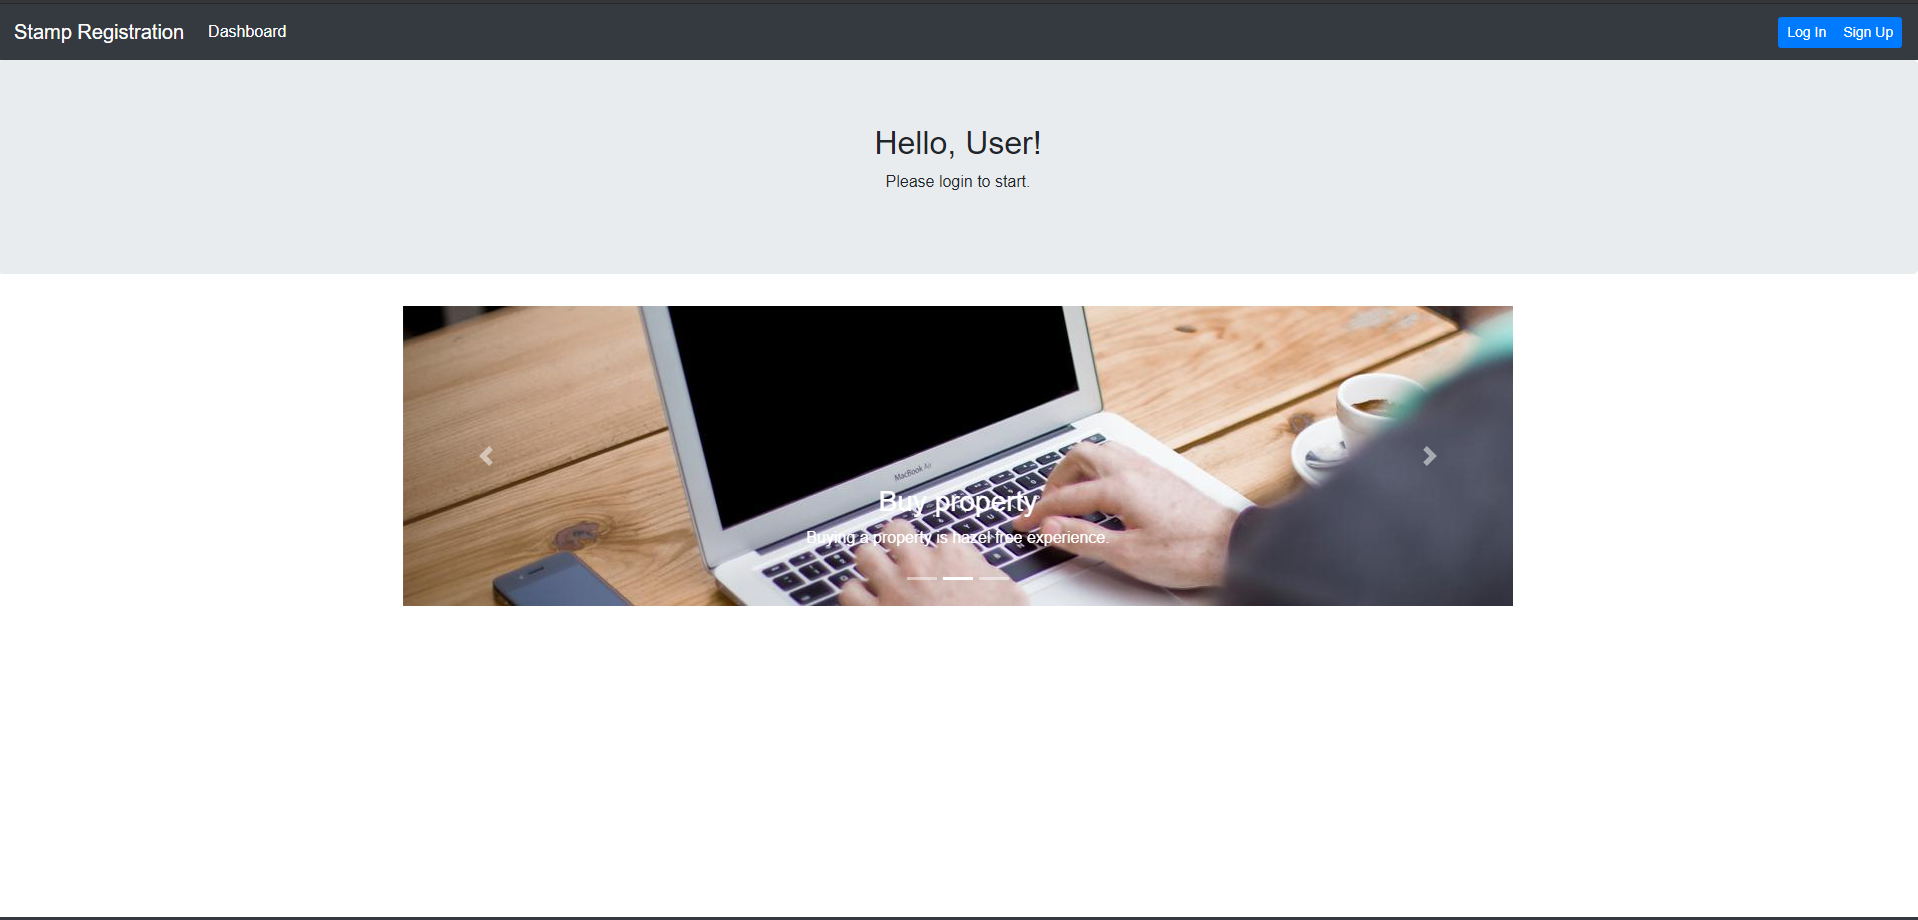 Stamp Registration Dashboard Log In Sign Up
Hello, User!
Please login to start.
MacBook Air
Buy property
Buying a property is hazel free experience.